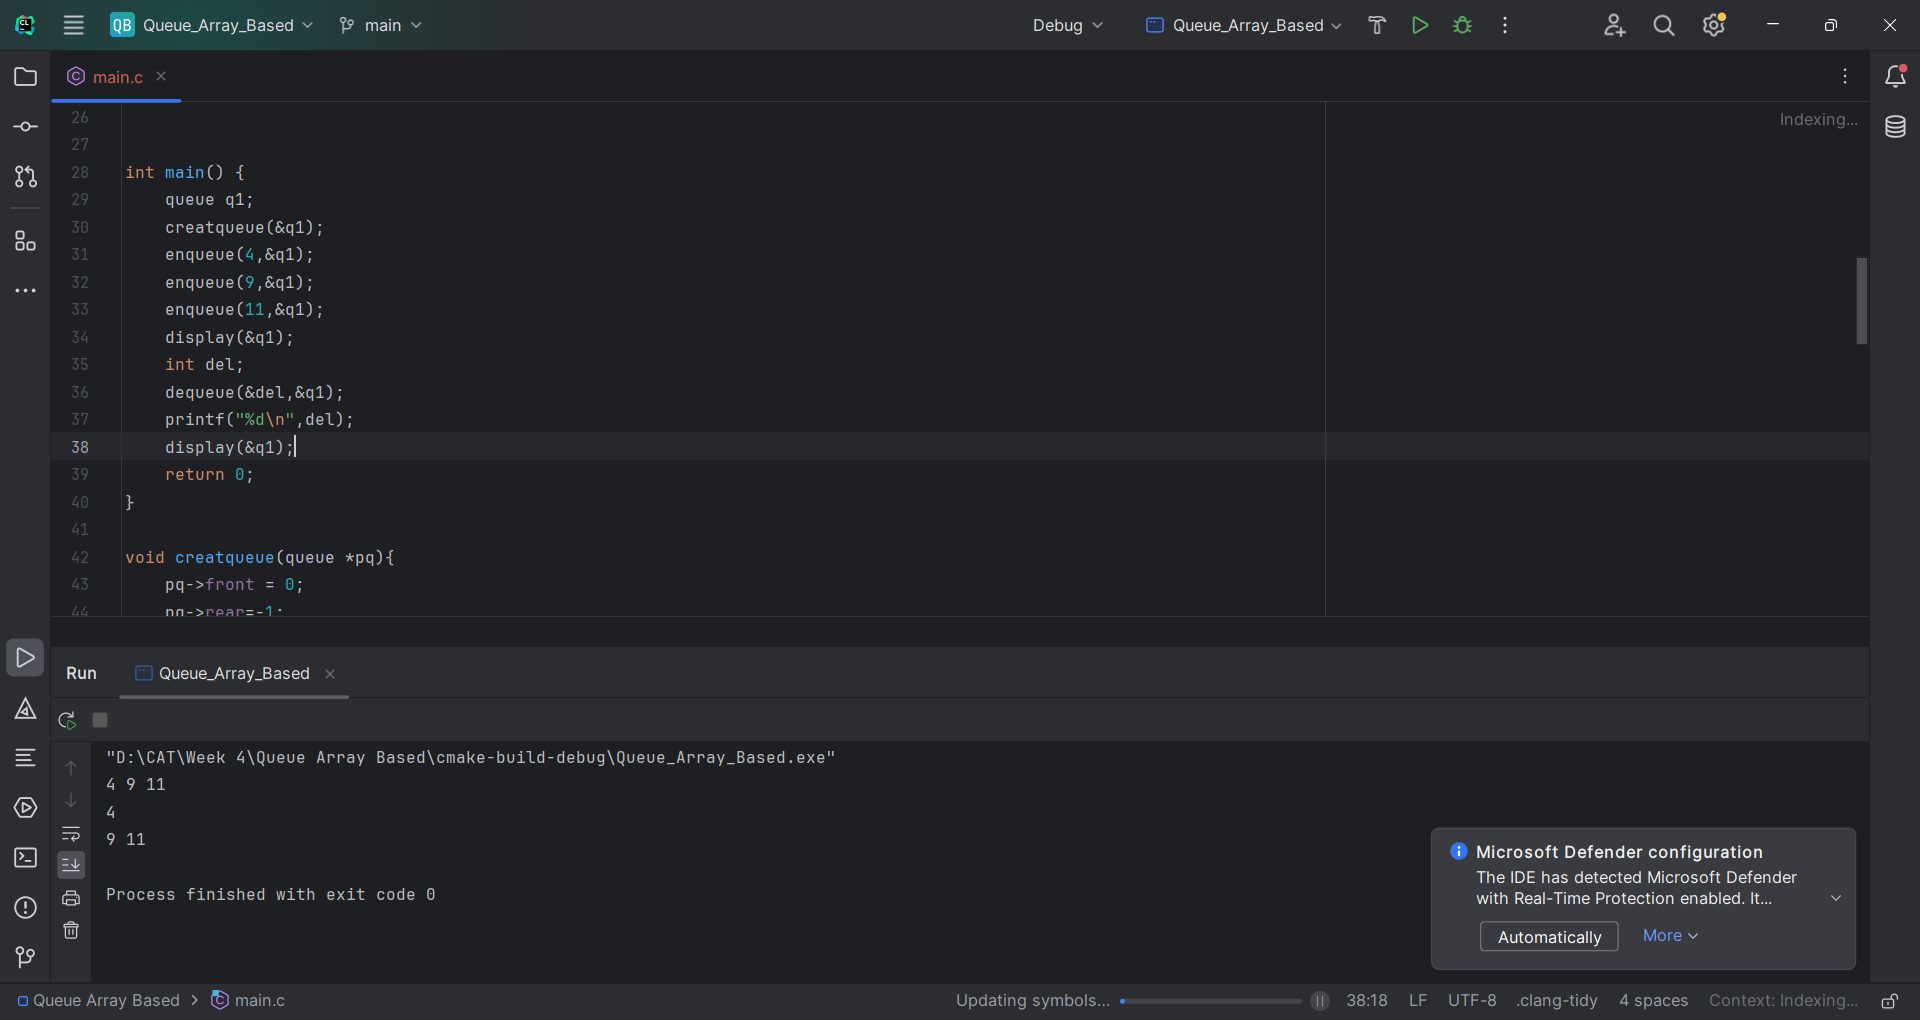 QB Queue_Array_Based main Debug Queue_Array_Based
main.c
Indexing...
26
27
28 int main() {
29 queue q1;
30 creatqueue(&q1);
31 enqueue(4,&q1);
32 enqueue(9,&q1);
33 enqueue(11,&q1);
34 display(&q1);
35 int del;
36 dequeue(&del,&q1);
37 printf("%d\n",del);
38 display(&q1);
39 return 0;
40 }
41
42 void creatqueue(queue *pq){
43 pq->front = 0;
44 pq->rear=-1;
Run Queue_Array_Based
"D:\CAT\Week 4\Queue Array Based\cmake-build-debug\Queue_Array_Based.exe"
4 9 11
4
9 11
Process finished with exit code 0
Microsoft Defender configuration
The IDE has detected Microsoft Defender
with Real-Time Protection enabled. It...
Automatically More
Queue Array Based > main.c Updating symbols... 38:18 LF UTF-8 .clang-tidy 4 spaces Context: Indexing...